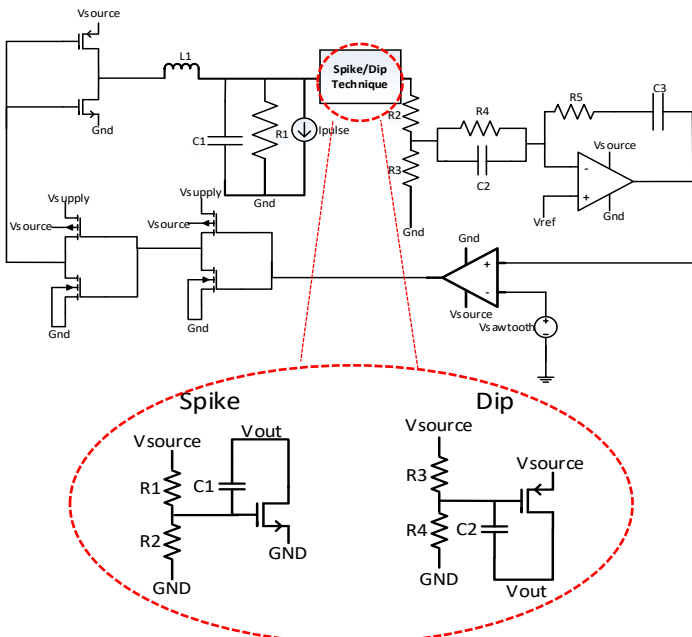 Vsource
L1
Spike/Dip
Technique
Gnd
C1
R1
Ipulse
Gnd
R2
R3
Gnd
R4
C2
R5
C3
Vsource
-
+
Vref
Gnd
Vsupply
Vsource
Gnd
Vsupply
Vsource
Gnd
Gnd
+
-
Vsource
Vsawtooth
+
-
Spike
Vsource
Vout
R1
C1
R2
GND
GND
Dip
Vsource
R3
Vsource
R4
C2
GND
Vout